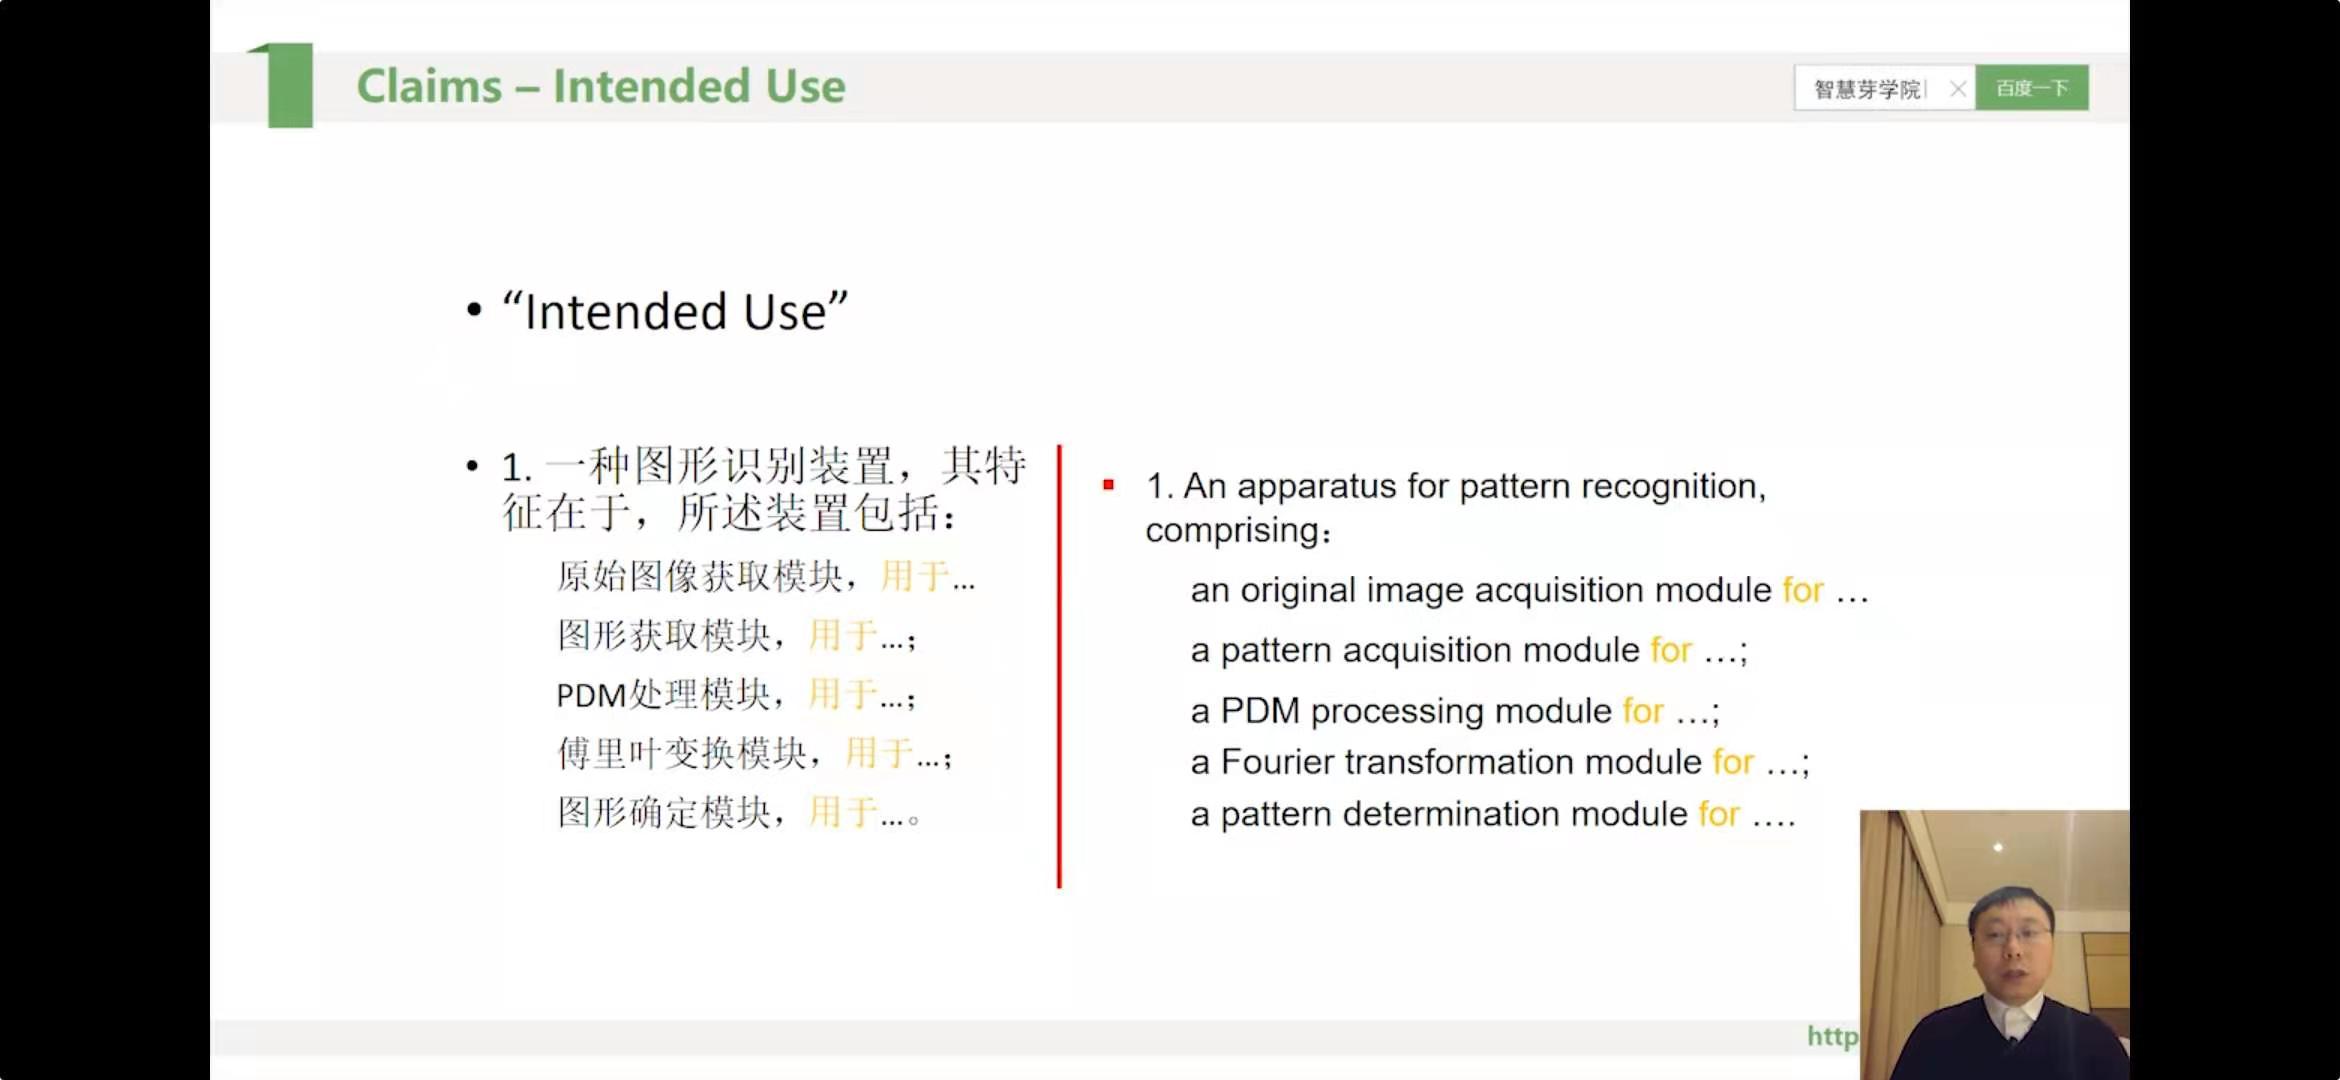 Claims – Intended Use
智慧芽学院
百度一下
• “Intended Use”
• 1. 一种图形识别装置，其特
征在于，所述装置包括：
原始图像获取模块，用于…
图形获取模块，用于…；
PDM处理模块，用于…；
傅里叶变换模块，用于…；
图形确定模块，用于…。
1. An apparatus for pattern recognition,
comprising：
an original image acquisition module for …
a pattern acquisition module for …;
a PDM processing module for …;
a Fourier transformation module for …;
a pattern determination module for ….
http